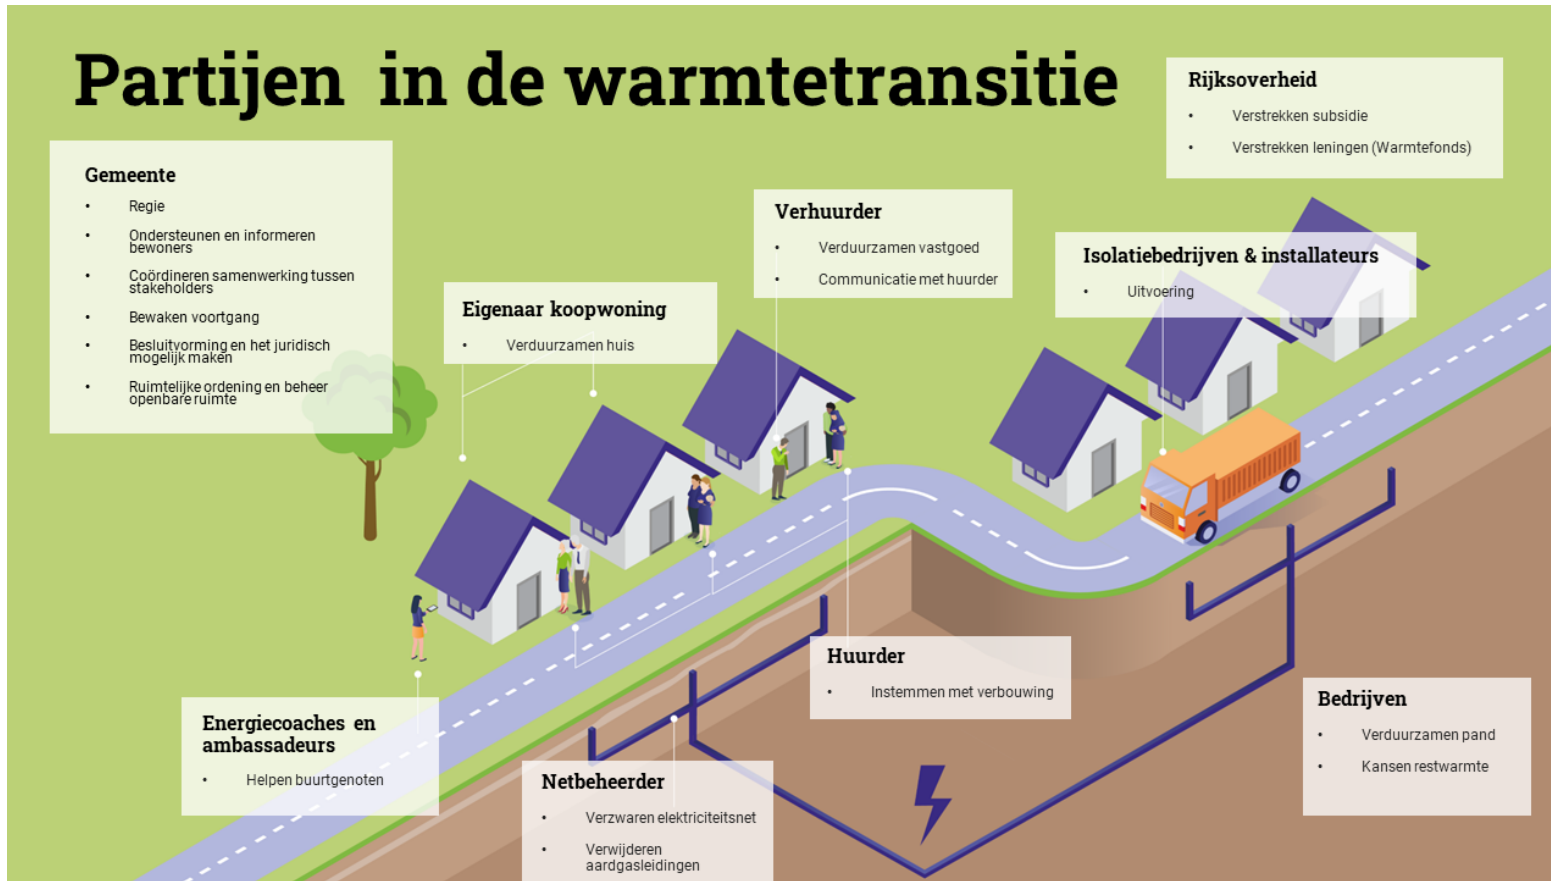 Partijen in de warmtetransitie
Rijksoverheid
• Verstrekken subsidie
• Verstrekken leningen (Warmtefonds)
Gemeente
• Regie
• Ondersteunen en informeren
bewoners
• Coördineren samenwerking tussen
stakeholders
• Bewaken voortgang
• Besluitvorming en het juridisch
mogelijk maken
• Ruimtelijke ordening en beheer
openbare ruimte
Verhuurder
• Verduurzamen vastgoed
• Communicatie met huurder
Isolatiebedrijven & installateurs
• Uitvoering
Eigenaar koopwoning
• Verduurzamen huis
Huurder
• Instemmen met verbouwing
Bedrijven
• Verduurzamen pand
• Kansen restwarmte
Energiecoaches en
ambassadeurs
• Helpen buurtgenoten
Netbeheerder
• Verzwaren elektriciteitsnet
• Verwijderen
aardgasleidingen